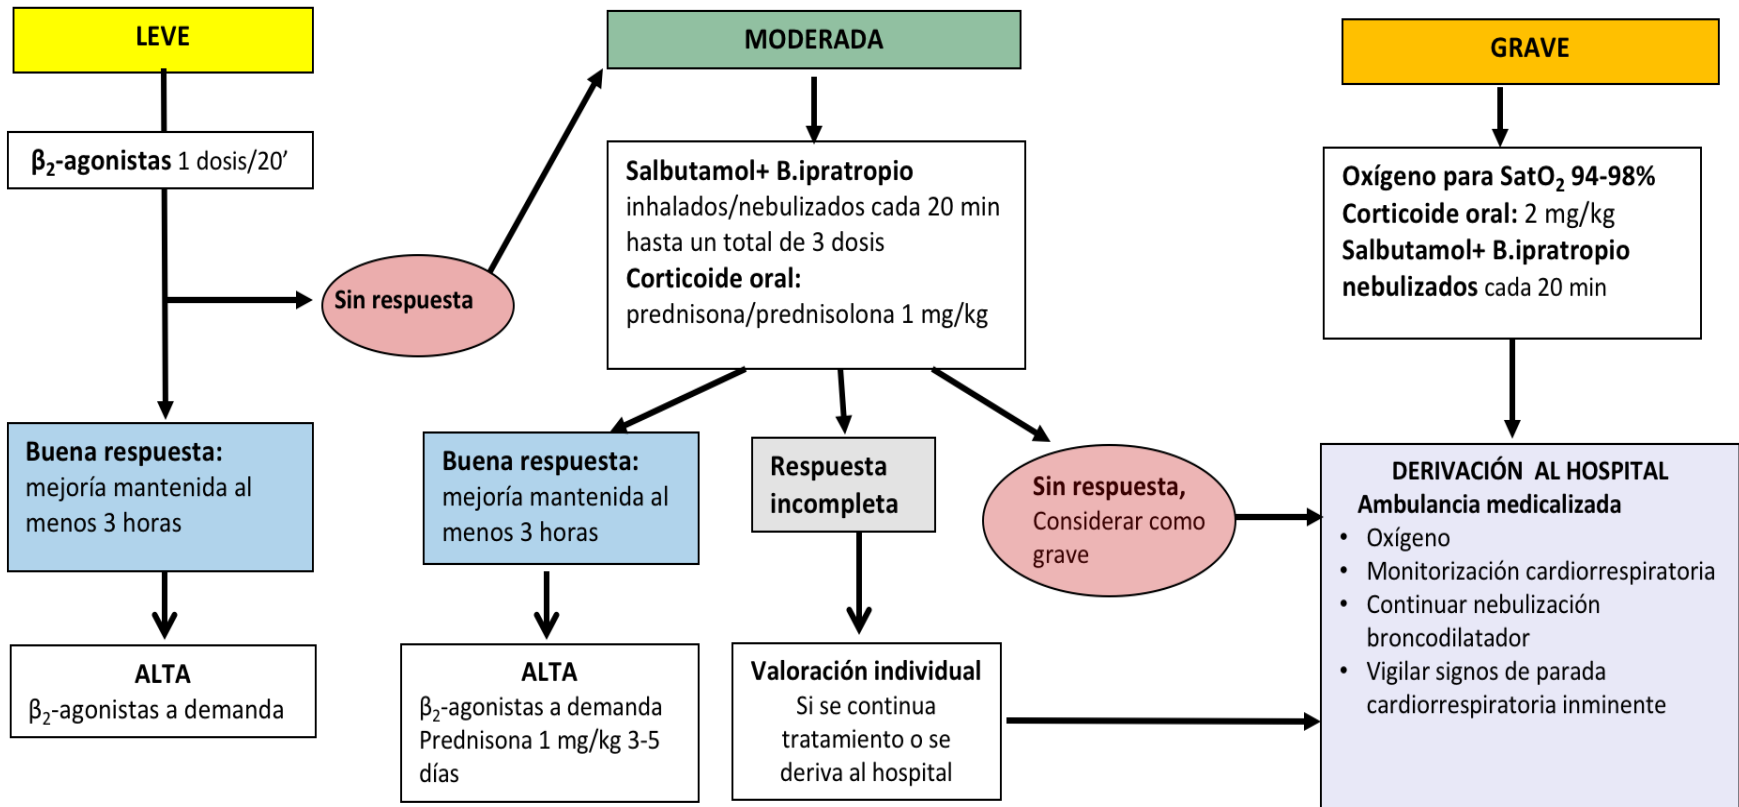 LEVE
β₂-agonistas 1 dosis/20’
Sin respuesta
Buena respuesta:
mejoría mantenida al
menos 3 horas
ALTA
β₂-agonistas a demanda
MODERADA
Salbutamol+ B.ipratropio
inhalados/nebulizados cada 20 min
hasta un total de 3 dosis
Corticoide oral:
prednisona/prednisolona 1 mg/kg
Buena respuesta:
mejoría mantenida al
menos 3 horas
ALTA
β₂-agonistas a demanda
Prednisona 1 mg/kg 3-5
días
Respuesta
incompleta
Valoración individual
Si se continua
tratamiento o se
deriva al hospital
Sin respuesta,
Considerar como
grave
GRAVE
Oxígeno para SatO₂ 94-98%
Corticoide oral: 2 mg/kg
Salbutamol+ B.ipratropio
nebulizados cada 20 min
DERIVACIÓN AL HOSPITAL
Ambulancia medicalizada
• Oxígeno
• Monitorización cardiorrespiratoria
• Continuar nebulización
broncodilatador
• Vigilar signos de parada
cardiorrespiratoria inminente